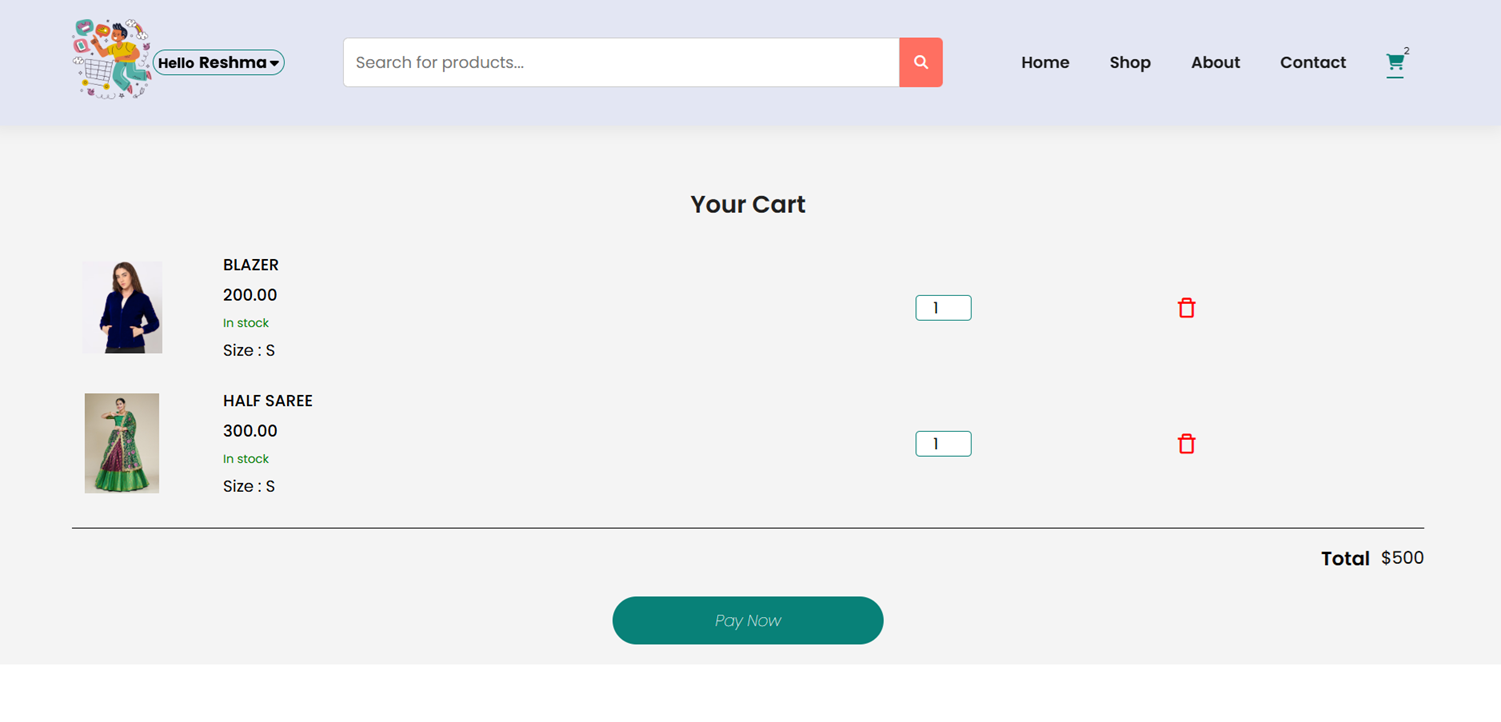 Hello Reshma
Search for products...
Home
Shop
About
Contact
2
Your Cart
BLAZER
200.00
In stock
Size : S
1
HALF SAREE
300.00
In stock
Size : S
1
Total $500
Pay Now